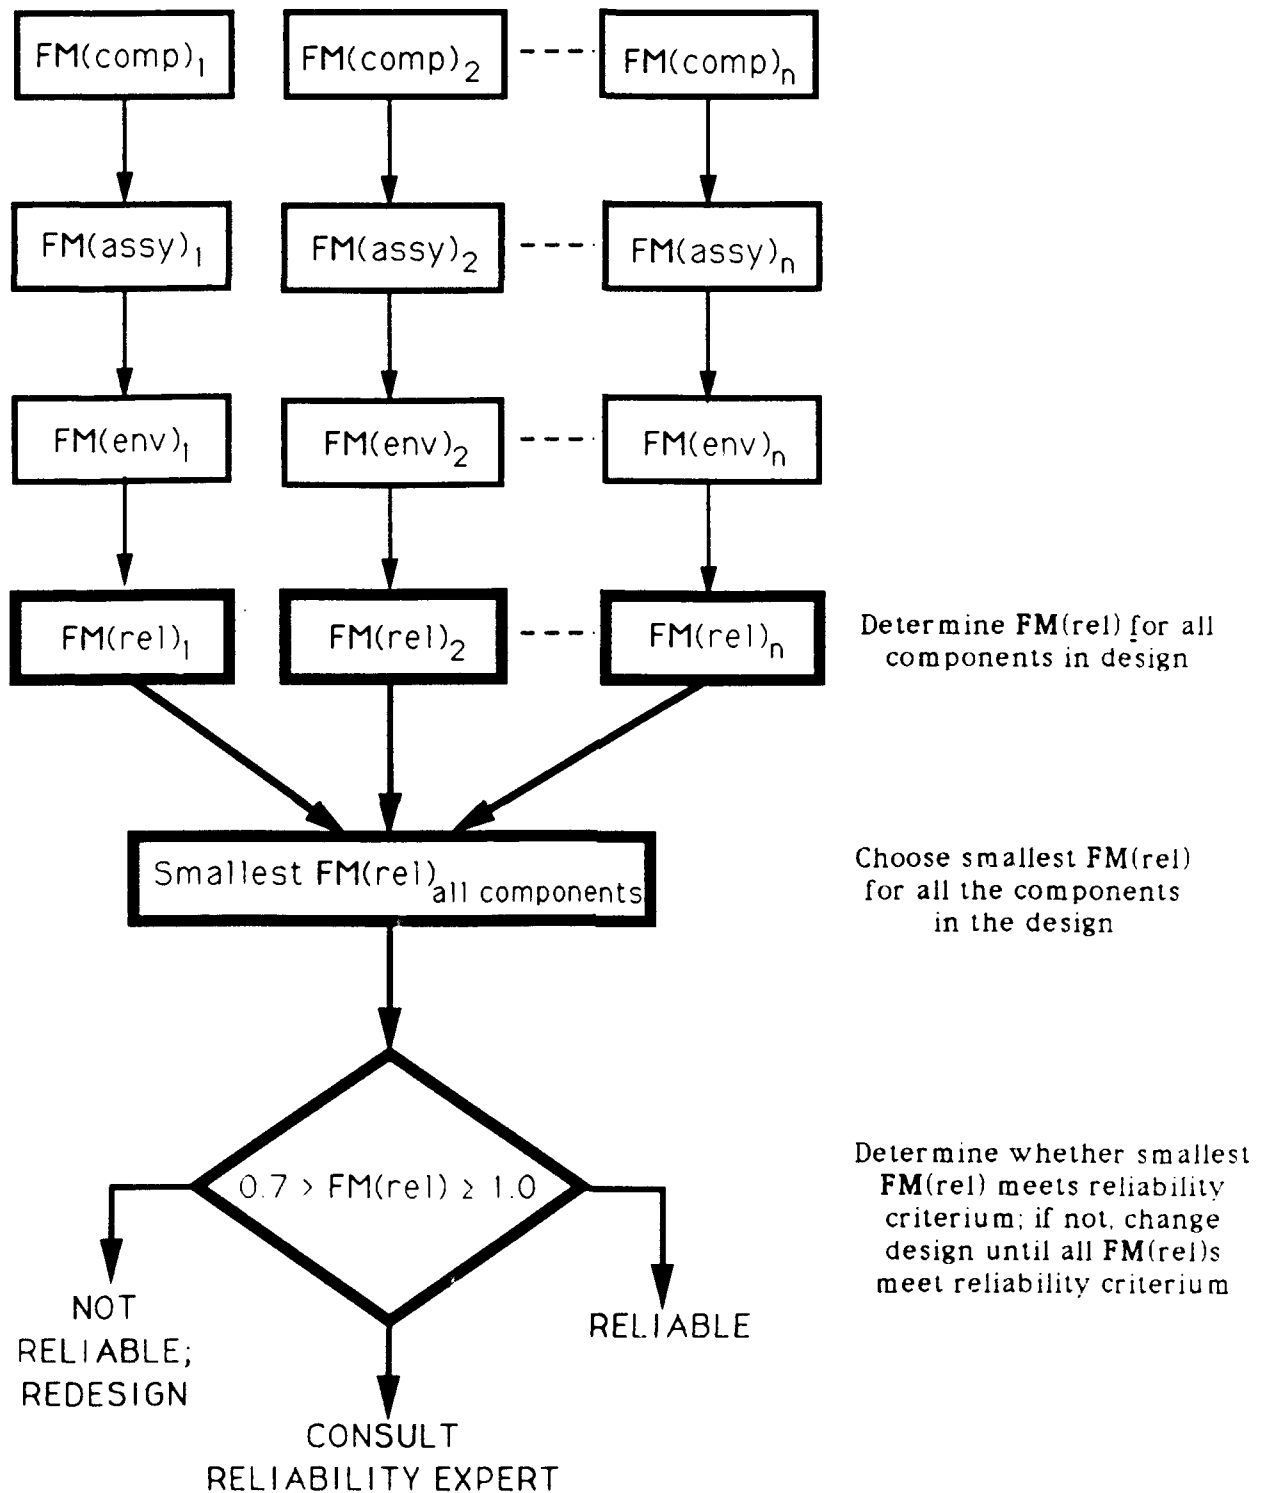 FM(comp)1
FM(comp)2
FM(comp)n
FM(assy)1
FM(assy)2
FM(assy)n
FM(env)1
FM(env)2
FM(env)n
FM(rel)1
FM(rel)2
FM(rel)n
Determine FM(rel) for all
components in design
Smallest FM(rel)all components
Choose smallest FM(rel)
for all the components
in the design
0.7 > FM(rel) ≥ 1.0
Determine whether smallest
FM(rel) meets reliability
criterium; if not, change
design until all FM(rel)s
meet reliability criterium
NOT
RELIABLE;
REDESIGN
RELIABLE
CONSULT
RELIABILITY EXPERT